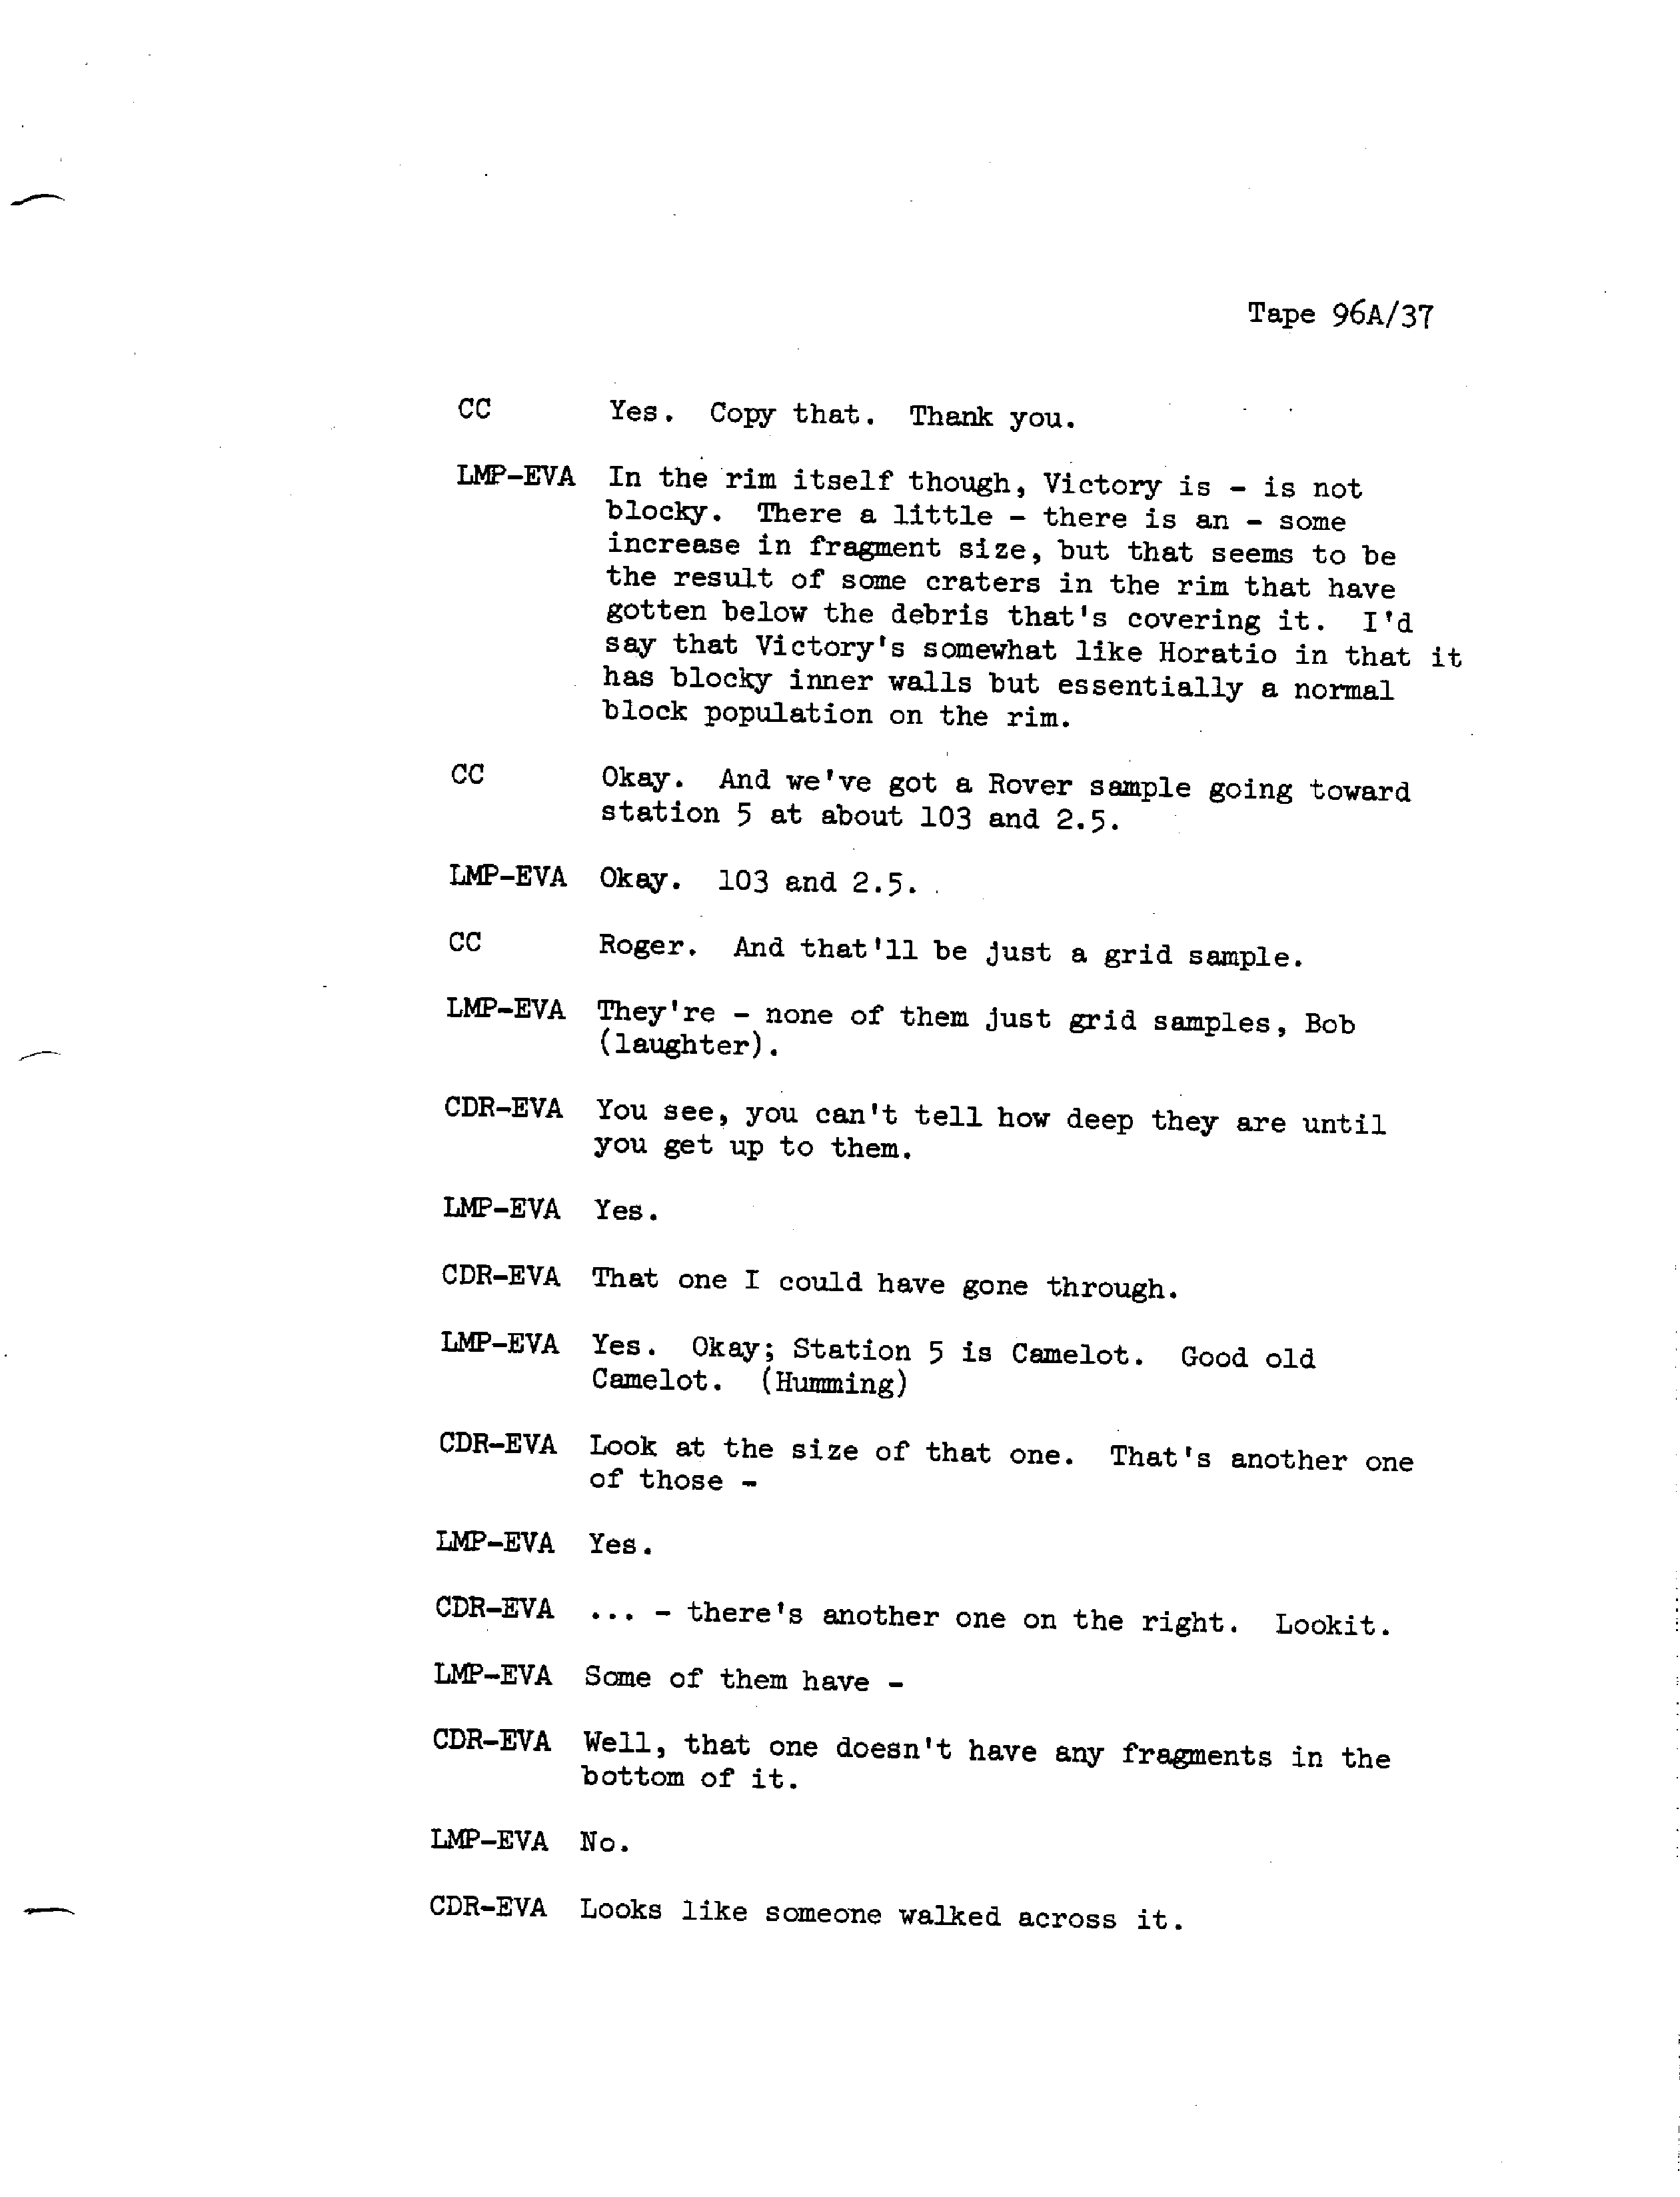 Tape 96A/37
CC Yes. Copy that. Thank you.
LMP-EVA In the rim itself though, Victory is - is not
blocky. There a little - there is an - some
increase in fragment size, but that seems to be
the result of some craters in the rim that have
gotten below the debris that's covering it. I'd
say that Victory's somewhat like Horatio in that it
has blocky inner walls but essentially a normal
block population on the rim.
CC Okay. And we've got a Rover sample going toward
station 5 at about 103 and 2.5.
LMP-EVA Okay. 103 and 2.5.
CC Roger. And that'll be just a grid sample.
LMP-EVA They're - none of them just grid samples, Bob
(laughter).
CDR-EVA You see, you can't tell how deep they are until
you get up to them.
LMP-EVA Yes.
CDR-EVA That one I could have gone through.
LMP-EVA Yes. Okay; Station 5 is Camelot. Good old
Camelot. (Humming)
CDR-EVA Look at the size of that one. That's another one
of those -
LMP-EVA Yes.
CDR-EVA ... - there's another one on the right. Lookit.
LMP-EVA Some of them have -
CDR-EVA Well, that one doesn't have any fragments in the
bottom of it.
LMP-EVA No.
CDR-EVA Looks like someone walked across it.